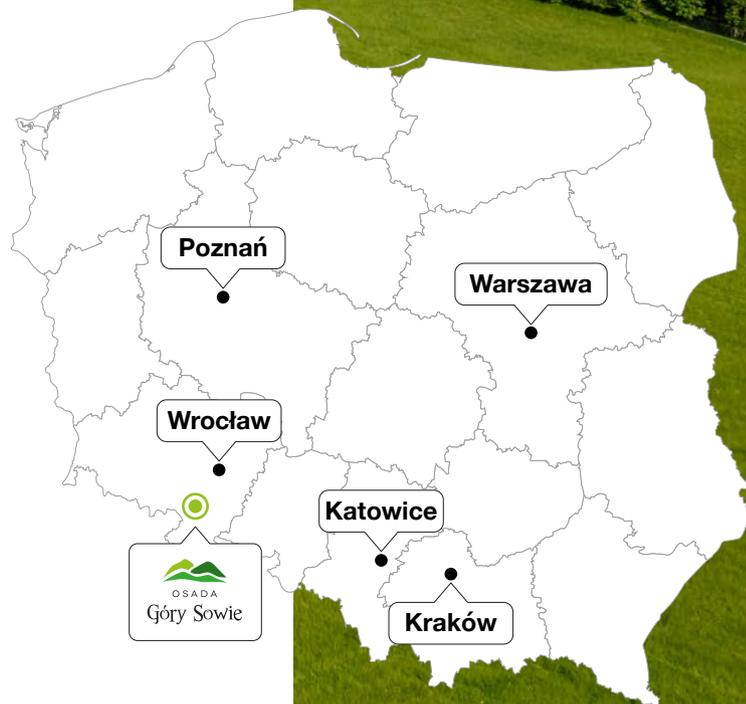 Poznań
Warszawa
Wrocław
Katowice
OSADA
Góry Sowie
Kraków